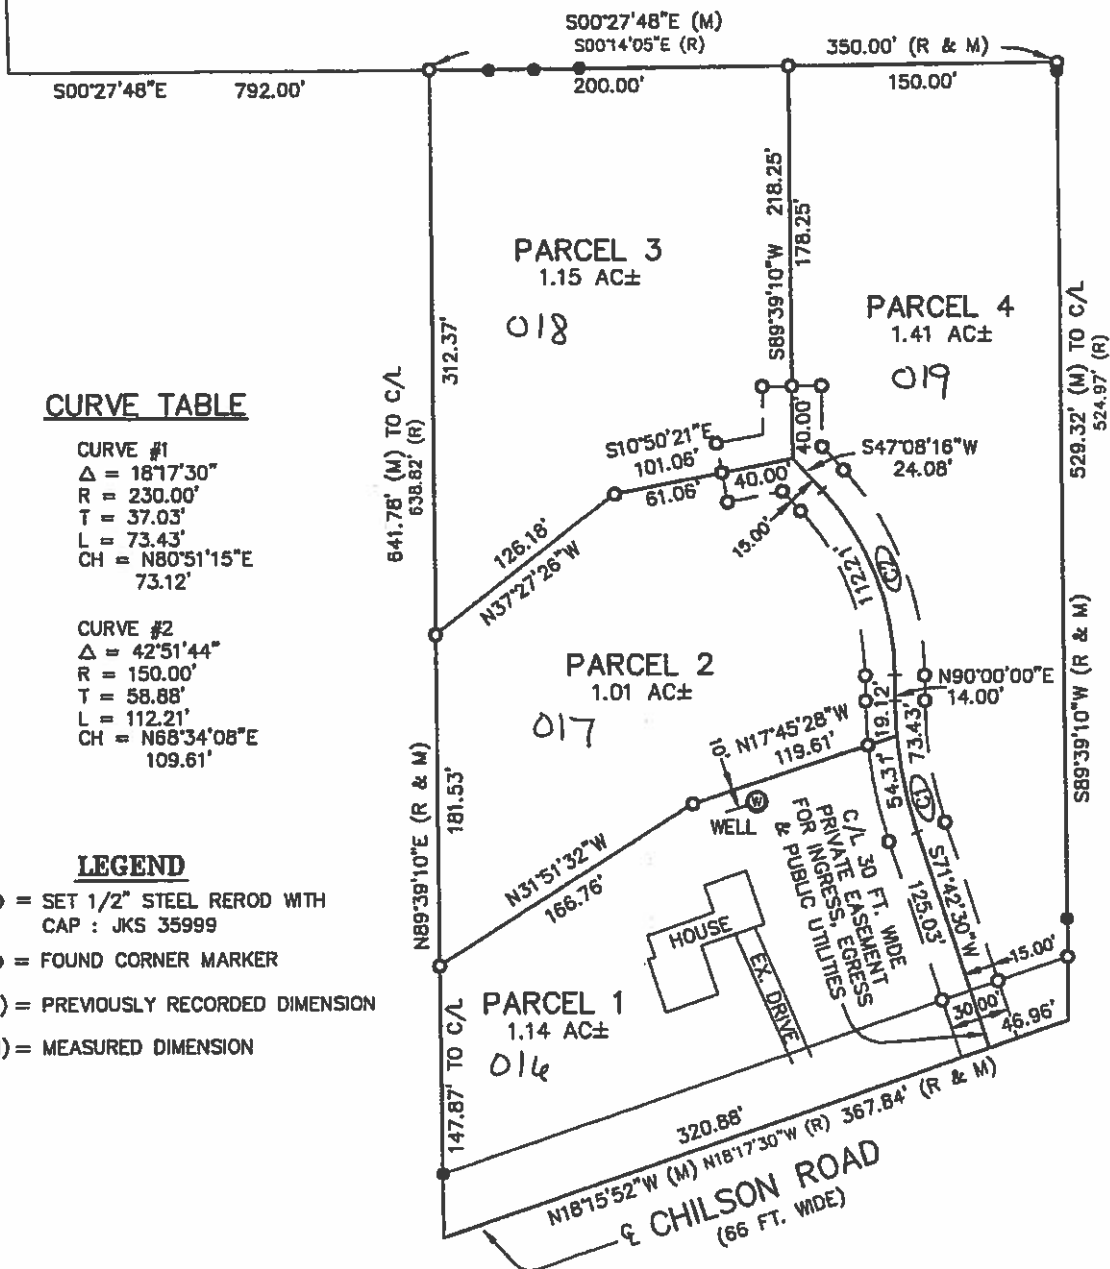 S00°27'48"E (M)
S00°14'05"E (R)
350.00' (R & M)
S00°27'48"E 792.00'
200.00'
150.00'
218.25'
S89°39'10"W 178.25'
PARCEL 3
1.15 AC±
018
PARCEL 4
1.41 AC±
019
312.37'
641.78' (M) TO C/L
638.82' (R)
529.32' (M) TO C/L
524.97' (R)
S89°39'10"W (R & M)
CURVE TABLE
CURVE #1
Δ = 18°17'30"
R = 230.00'
T = 37.03'
L = 73.43'
CH = N80°51'15"E
73.12'
CURVE #2
Δ = 42°51'44"
R = 150.00'
T = 58.88'
L = 112.21'
CH = N68°34'08"E
109.61'
S10°50'21"E
101.06'
61.06'
40.00'
40.00'
S47°08'16"W
24.08'
15.00'
126.18'
N37°27'26"W
112.21'
C2
PARCEL 2
1.01 AC±
017
N90°00'00"E
14.00'
19.12'
73.43'
54.31'
C1
N17°45'28"W
119.61'
10'
W
WELL
N89°39'10"E (R & M)
181.53'
N31°51'32"W
166.76'
C/L 30 FT. WIDE
PRIVATE EASEMENT
FOR INGRESS, EGRESS
& PUBLIC UTILITIES
S71°42'30"W
125.03'
15.00'
30.00'
46.96'
HOUSE
EX. DRIVE
LEGEND
= SET 1/2" STEEL REROD WITH
CAP : JKS 35999
= FOUND CORNER MARKER
) = PREVIOUSLY RECORDED DIMENSION
) = MEASURED DIMENSION
PARCEL 1
1.14 AC±
016
147.87' TO C/L
320.88'
N18°15'52"W (M) N18°17'30"W (R) 367.84' (R & M)
℄ CHILSON ROAD
(66 FT. WIDE)